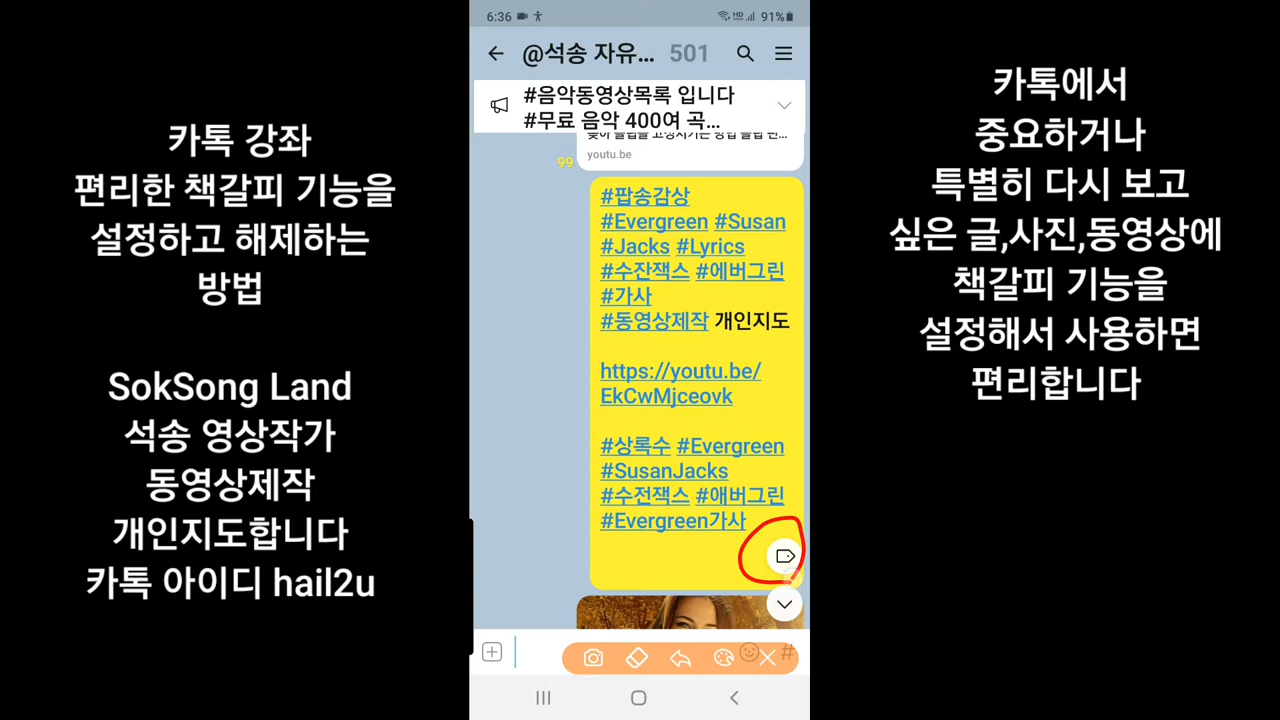 카톡 강좌
편리한 책갈피 기능을
설정하고 해제하는
방법
SokSong Land
석송 영상작가
동영상제작
개인지도합니다
카톡 아이디 hail2u
6:36
HD
91%
@석송 자유... 501
#음악동영상목록 입니다
#무료 음악 400여 곡...
youtu.be
99
#팝송감상
#Evergreen #Susan
#Jacks #Lyrics
#수잔잭스 #에버그린
#가사
#동영상제작 개인지도
https://youtu.be/
EkCwMjceovk
#상록수 #Evergreen
#SusanJacks
#수전잭스 #애버그린
#Evergreen가사
#
카톡에서
중요하거나
특별히 다시 보고
싶은 글,사진,동영상에
책갈피 기능을
설정해서 사용하면
편리합니다